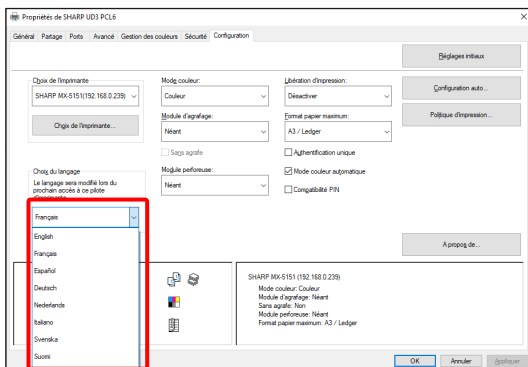 Propriétés de SHARP UD3 PCL6
Général Partage Ports Avancé Gestion des couleurs Sécurité Configuration
Réglages initiaux
Choix de l'imprimante
SHARP MX-5151(192.168.0.239)
Choix de l'imprimante...
Mode couleur:
Couleur
Module d'agrafage:
Néant
Sans agrafe
Module perforeuse:
Néant
Libération d'impression:
Désactiver
Format papier maximum:
A3 / Ledger
Authentification unique
Mode couleur automatique
Compatibilité PIN
Configuration auto...
Politique d'impression...
Choix du langage
Le langage sera modifié lors du
prochain accès à ce pilote
Français
English
Français
Español
Deutsch
Nederlands
Italiano
Svenska
Suomi
A propos de...
SHARP MX-5151 (192.168.0.239)
Mode couleur: Couleur
Module d'agrafage: Néant
Sans agrafe: Non
Module perforeuse: Néant
Format papier maximum: A3 / Ledger
OK Annuler Appliquer